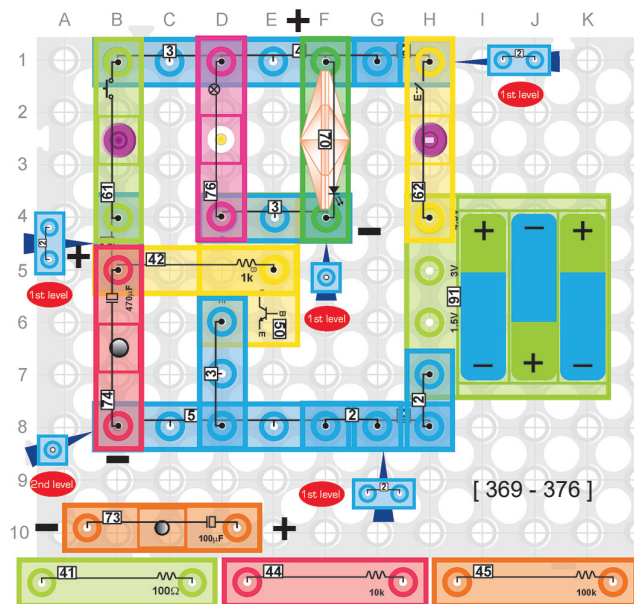 A B C D E F G H I J K
+
1 3 4 2
1st level
2
E
70
61 76 62
3
4
2
+
1st level
−
42
5 B 1k
470µF
1st level
3V
91
1.5V
+ − +
− + −
6 B 50 E
3
7
74 2
8 5 2
−
2nd level
9
1st level
2
[ 369 - 376 ]
− 73 100µF +
10
41 100Ω
44 10k
45 100k